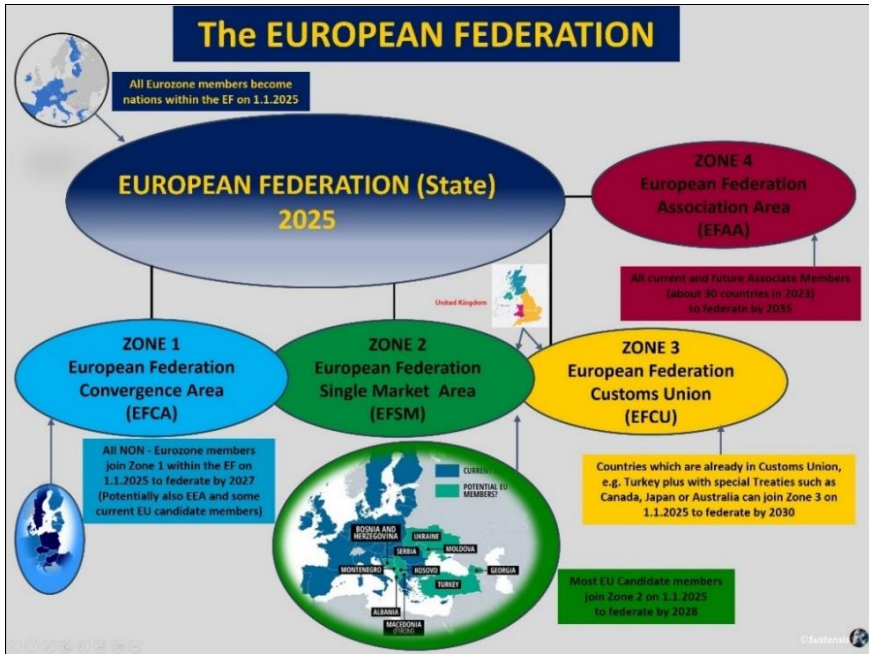 The EUROPEAN FEDERATION
All Eurozone members become
nations within the EF on 1.1.2025
EUROPEAN FEDERATION (State)
2025
ZONE 4
European Federation
Association Area
(EFAA)
All current and future Associate Members
(about 30 countries in 2023)
to federate by 2035
United Kingdom
ZONE 1
European Federation
Convergence Area
(EFCA)
ZONE 2
European Federation
Single Market Area
(EFSM)
ZONE 3
European Federation
Customs Union
(EFCU)
All NON - Eurozone members
join Zone 1 within the EF on
1.1.2025 to federate by 2027
(Potentially also EEA and some
current EU candidate members)
CURRENT
POTENTIAL EU
MEMBERS?
BOSNIA AND
HERZEGOVINA
UKRAINE
SERBIA
MOLDOVA
MONTENEGRO
KOSOVO
GEORGIA
TURKEY
ALBANIA
MACEDONIA
(FYROM)
Countries which are already in Customs Union,
e.g. Turkey plus with special Treaties such as
Canada, Japan or Australia can join Zone 3 on
1.1.2025 to federate by 2030
Most EU Candidate members
join Zone 2 on 1.1.2025
to federate by 2028
©Sustensis